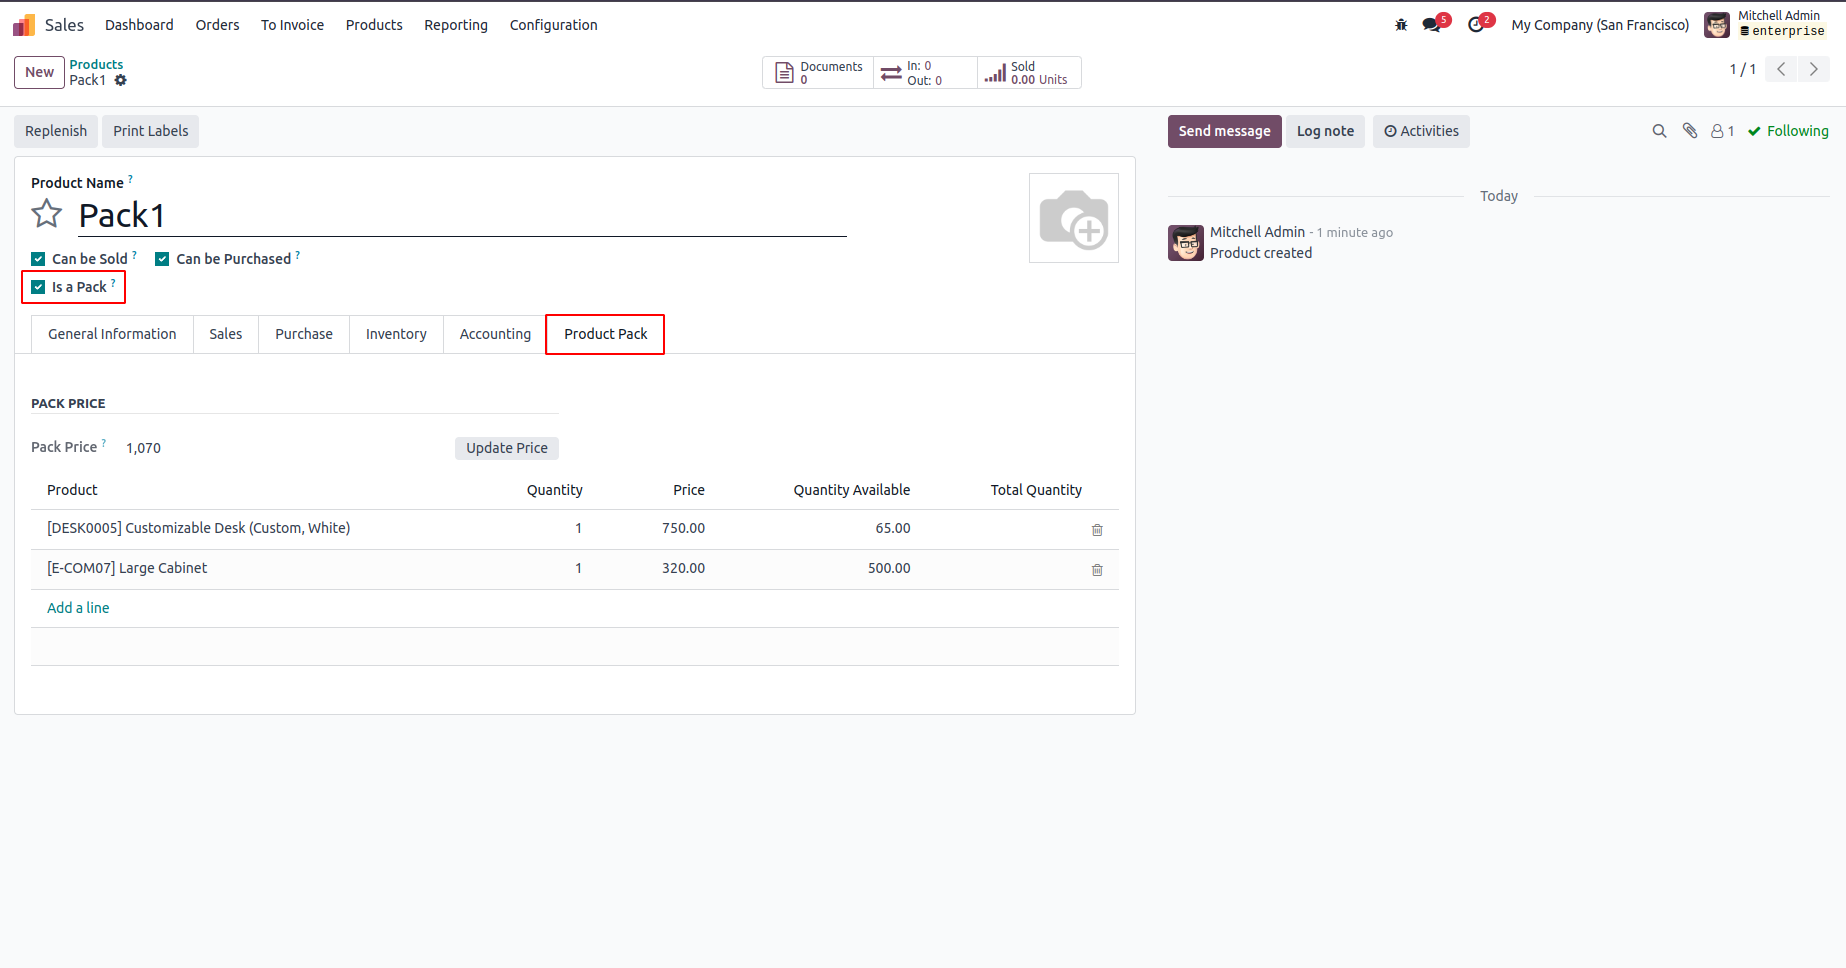 Sales Dashboard Orders To Invoice Products Reporting Configuration 5 2 My Company (San Francisco) Mitchell Admin
enterprise
New Products
Pack1
Documents
0
In: 0
Out: 0
Sold
0.00 Units
1 / 1
Replenish Print Labels
Send message Log note Activities 1 Following
Product Name ?
Pack1
Can be Sold ? Can be Purchased ?
Is a Pack ?
General Information Sales Purchase Inventory Accounting Product Pack
Today
Mitchell Admin - 1 minute ago
Product created
PACK PRICE
Pack Price ? 1,070 Update Price
Product Quantity Price Quantity Available Total Quantity
[DESK0005] Customizable Desk (Custom, White) 1 750.00 65.00
[E-COM07] Large Cabinet 1 320.00 500.00
Add a line